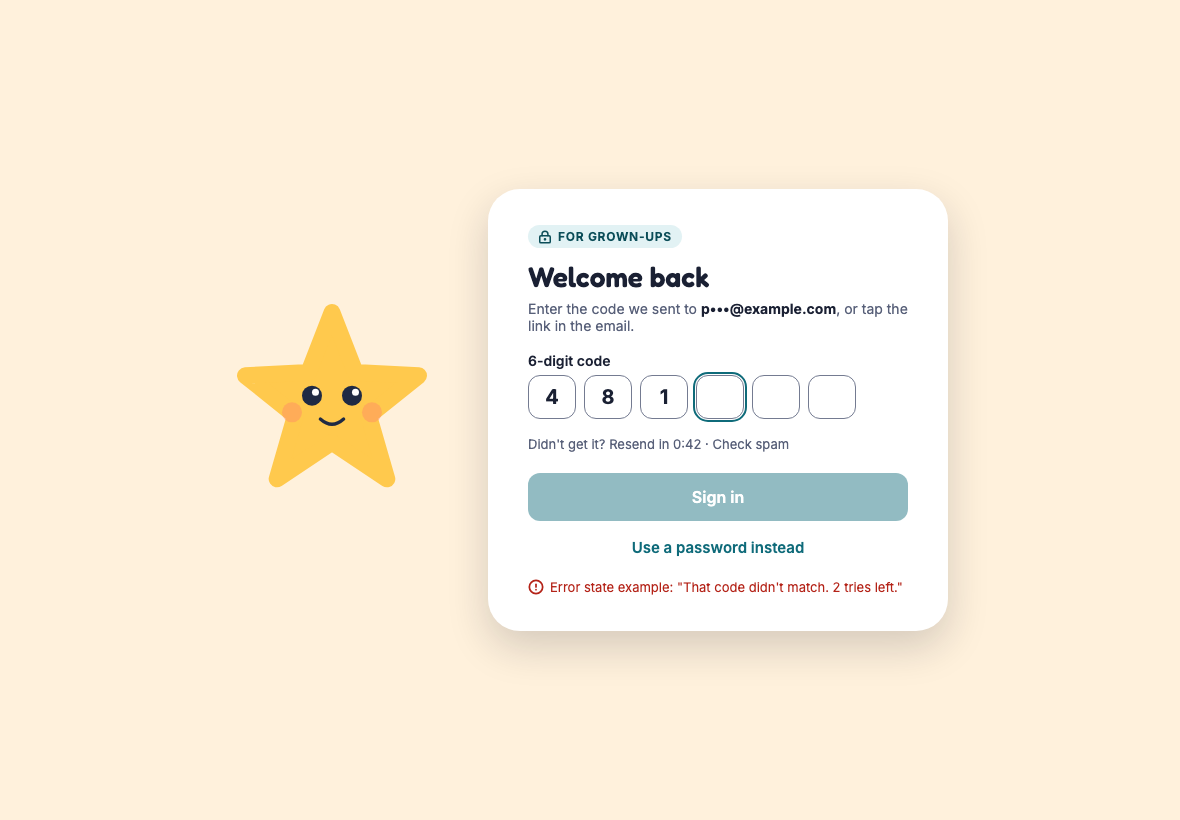 FOR GROWN-UPS
Welcome back
Enter the code we sent to p•••@example.com, or tap the
link in the email.
6-digit code
4 8 1
Didn't get it? Resend in 0:42 · Check spam
Sign in
Use a password instead
Error state example: "That code didn't match. 2 tries left."